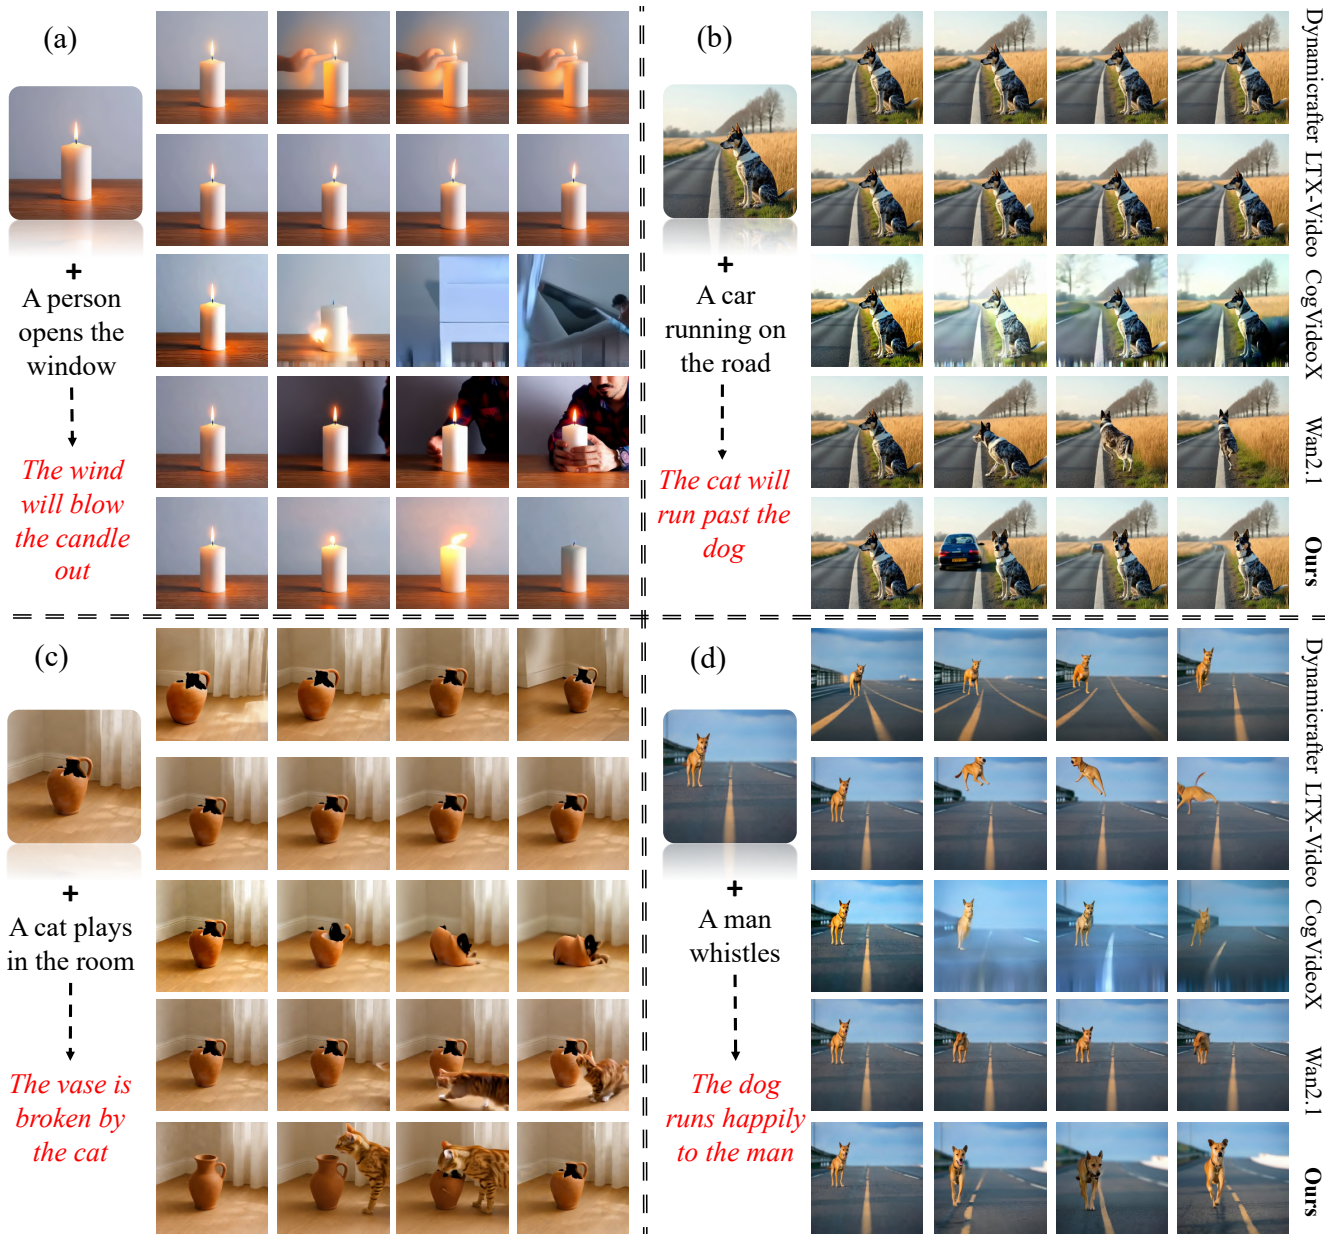 (a)
+
A person
opens the
window
The wind
will blow
the candle
out
(b)
+
A car
running on
the road
The cat will
run past the
dog
Dynamicrafter LTX-Video CogVideoX Wan2.1 Ours
(c)
+
A cat plays
in the room
The vase is
broken by
the cat
(d)
+
A man
whistles
The dog
runs happily
to the man
Dynamicrafter LTX-Video CogVideoX Wan2.1 Ours